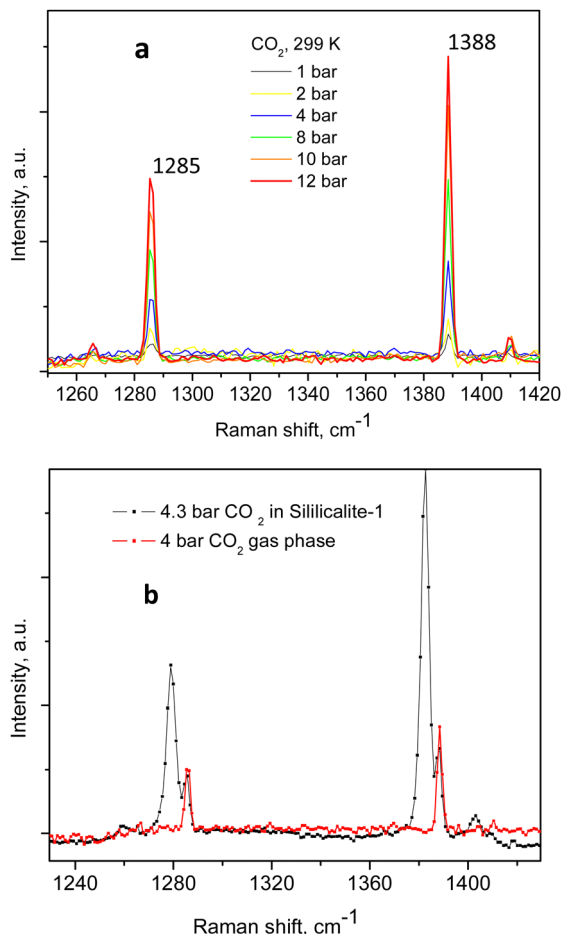 a
CO2, 299 K
1 bar
2 bar
4 bar
8 bar
10 bar
12 bar
1388
1285
Intensity, a.u.
1260 1280 1300 1320 1340 1360 1380 1400 1420
Raman shift, cm-1
4.3 bar CO2 in Sililicalite-1
4 bar CO2 gas phase
b
Intensity, a.u.
1240 1280 1320 1360 1400
Raman shift, cm-1